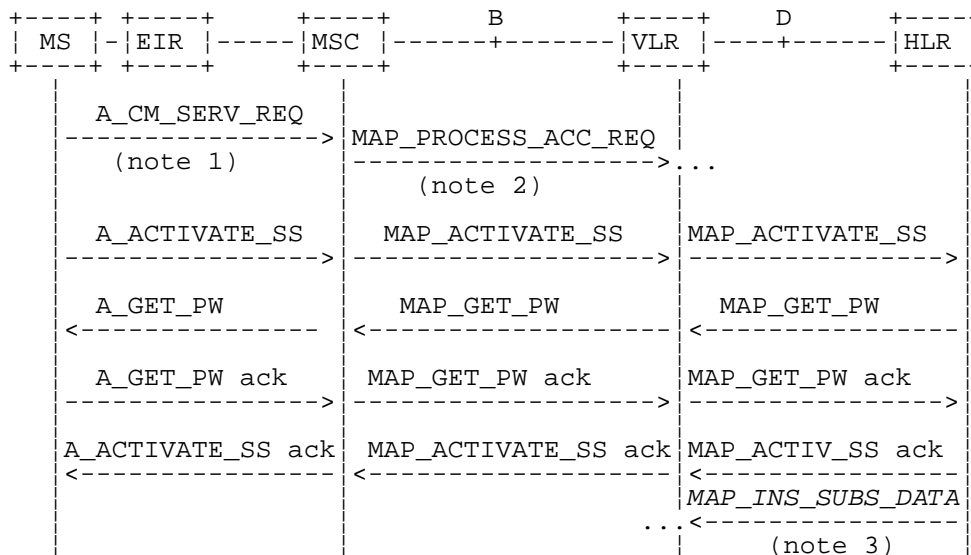 B D
MS EIR MSC VLR HLR
A_CM_SERV_REQ
MAP_PROCESS_ACC_REQ
(note 1) ...
(note 2)
A_ACTIVATE_SS MAP_ACTIVATE_SS MAP_ACTIVATE_SS
A_GET_PW MAP_GET_PW MAP_GET_PW
A_GET_PW ack MAP_GET_PW ack MAP_GET_PW ack
A_ACTIVATE_SS ack MAP_ACTIVATE_SS ack MAP_ACTIV_SS ack
MAP_INS_SUBS_DATA
...
(note 3)